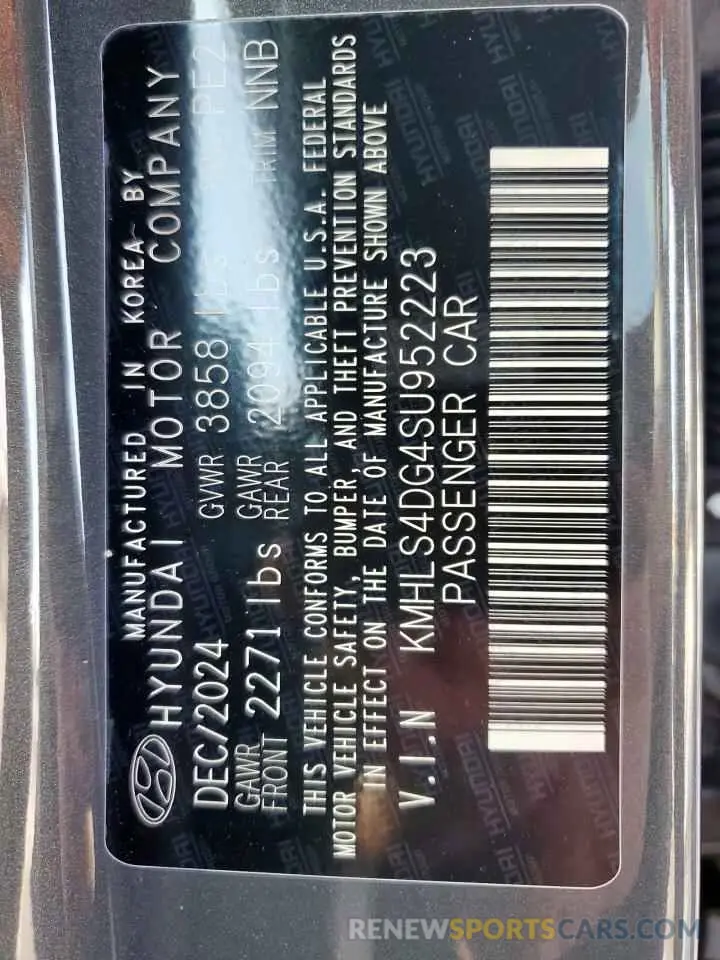 MANUFACTURED IN KOREA BY
HYUNDAI MOTOR COMPANY
DEC/2024 GVWR 3858 lbs PE2
GAWR FRONT 2271 lbs GAWR REAR 2094 lbs TRIM NNB
THIS VEHICLE CONFORMS TO ALL APPLICABLE U.S.A. FEDERAL
MOTOR VEHICLE SAFETY, BUMPER, AND THEFT PREVENTION STANDARDS
IN EFFECT ON THE DATE OF MANUFACTURE SHOWN ABOVE
V.I.N KMHLS4DG4SU952223
PASSENGER CAR
RENEWSPORTSCARS.COM